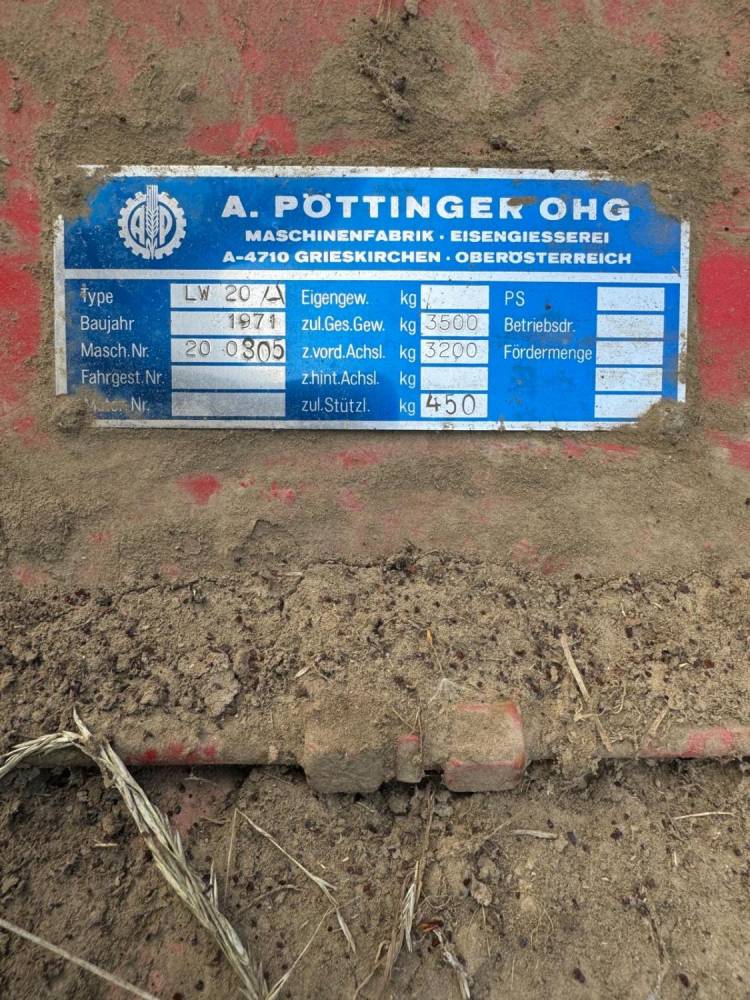 A. PÖTTINGER OHG
MASCHINENFABRIK · EISENGIESSEREI
A-4710 GRIESKIRCHEN · OBERÖSTERREICH
Type LW 20 A Eigengew. kg PS
Baujahr 1971 zul.Ges.Gew. kg 3500 Betriebsdr.
Masch.Nr. 20 0805 z.vord.Achsl. kg 3200 Fördermenge
Fahrgest.Nr. z.hint.Achsl. kg
Nr. zul.Stützl. kg 450